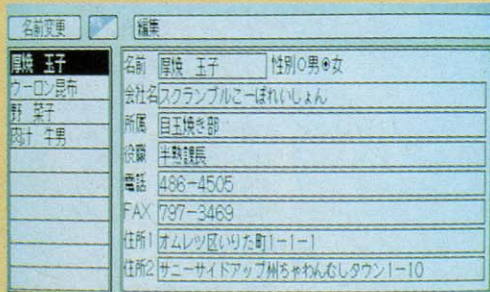 名前変更 編集
厚焼 玉子
ウーロン昆布
野 菜子
肉汁 牛男
名前 厚焼 玉子 性別○男◉女
会社名 スクランブルこーぽれいしょん
所属 目玉焼き部
役職 半熟課長
電話 486-4505
FAX 797-3469
住所1 オムレツ区いりた町1-1-1
住所2 サニーサイドアップ州ちゃわんむしタウン1-10